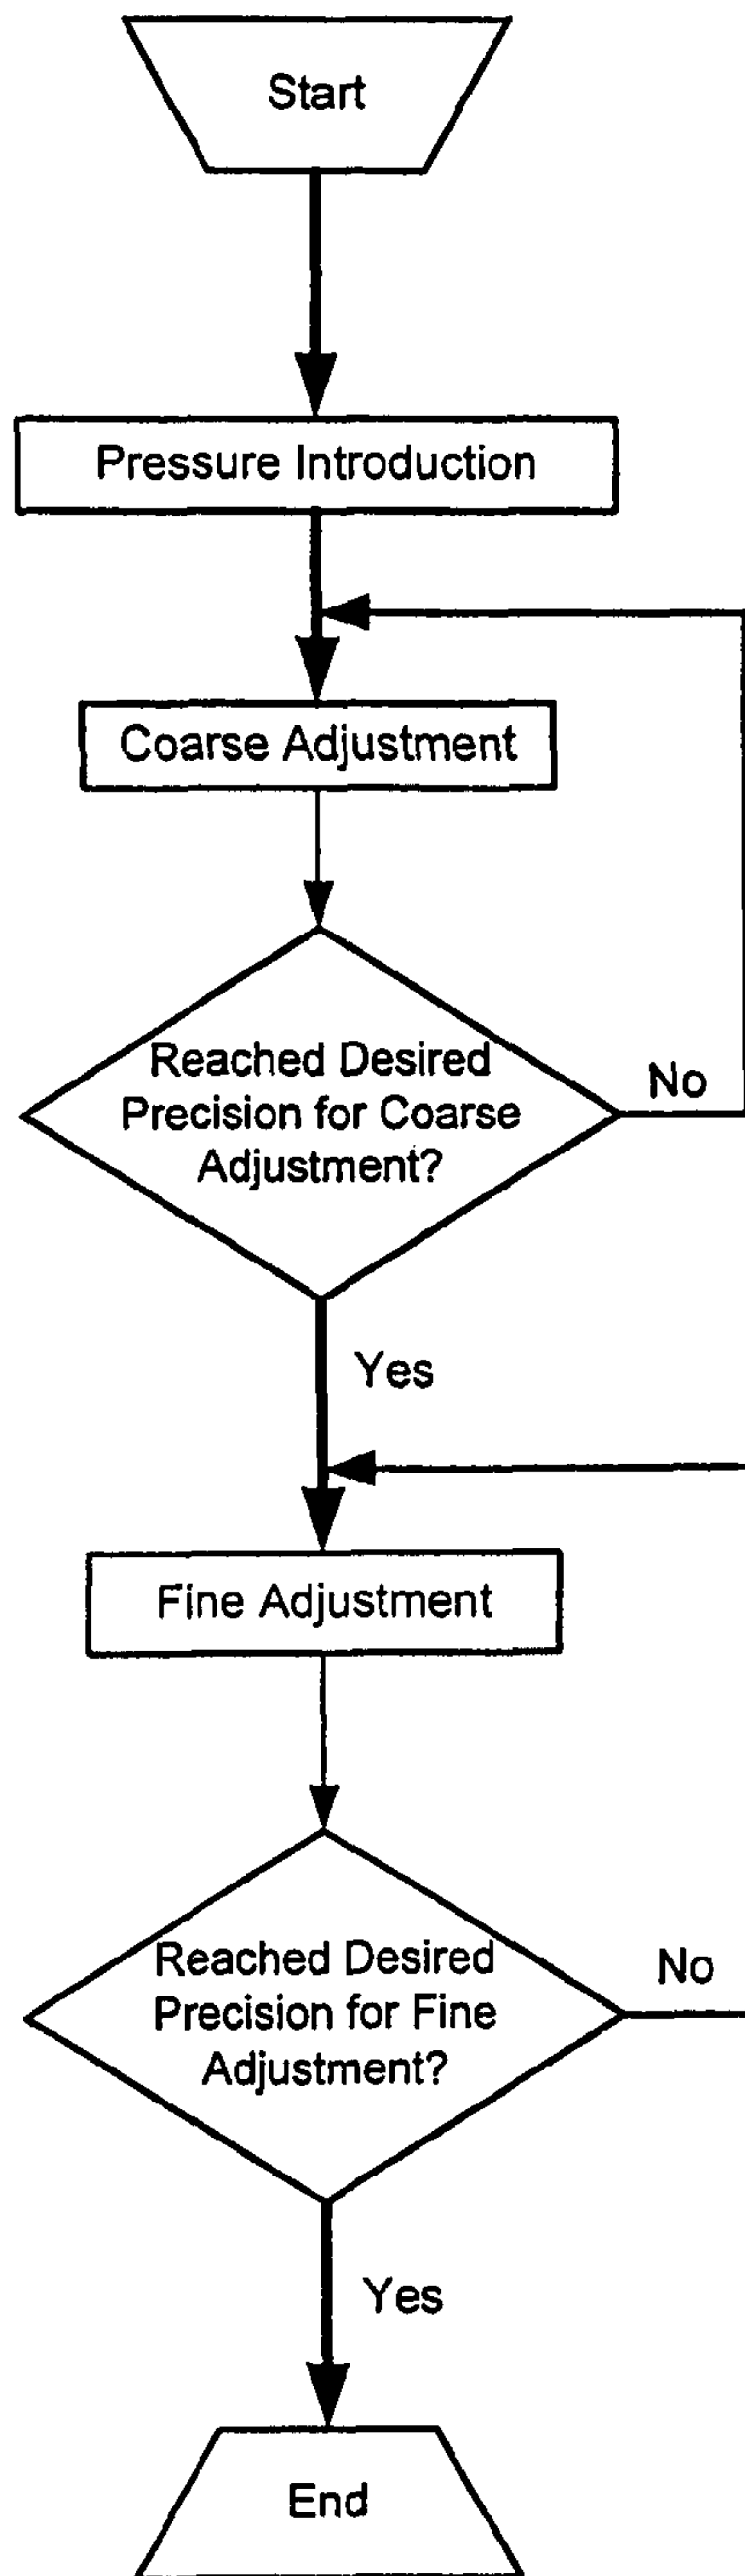 Start
Pressure Introduction
Coarse Adjustment
Reached Desired
Precision for Coarse
Adjustment?
No
Yes
Fine Adjustment
Reached Desired
Precision for Fine
Adjustment?
No
Yes
End